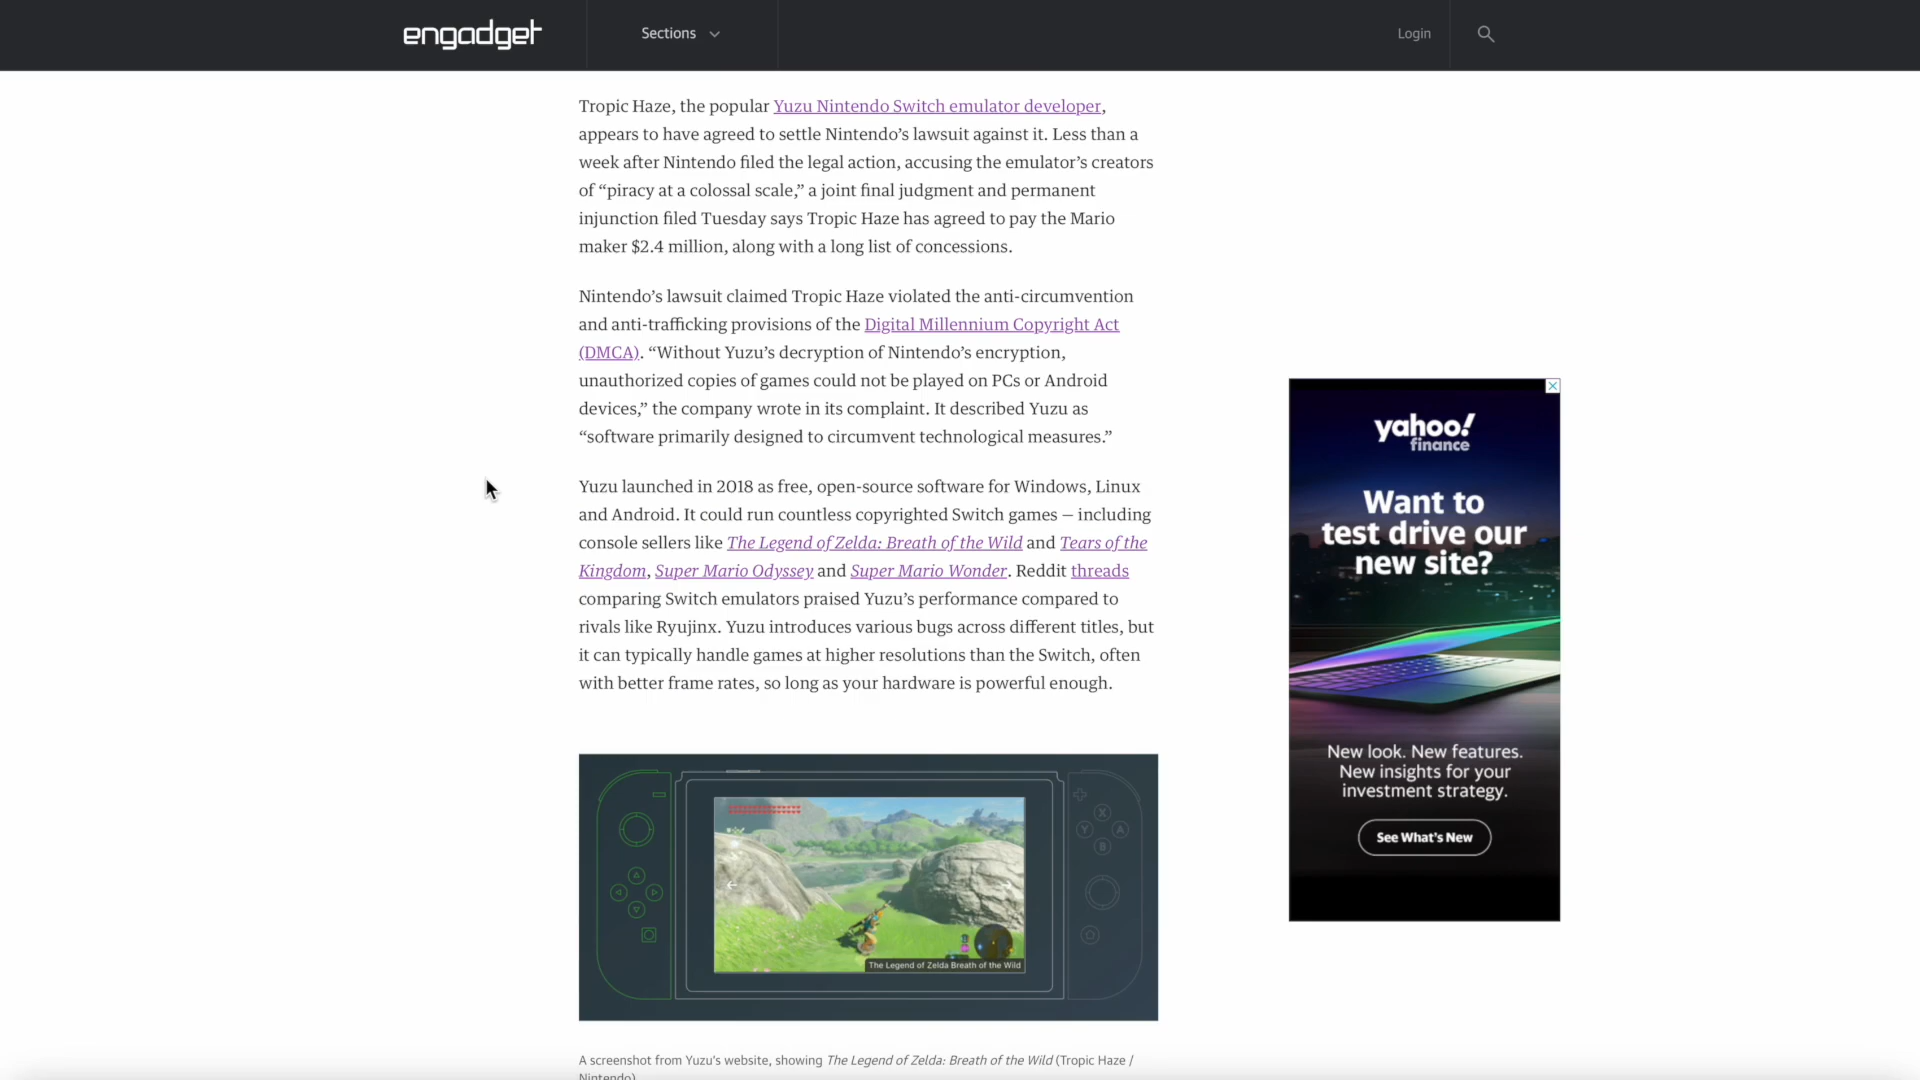 engadget
Sections
Login
Tropic Haze, the popular Yuzu Nintendo Switch emulator developer,
appears to have agreed to settle Nintendo’s lawsuit against it. Less than a
week after Nintendo filed the legal action, accusing the emulator’s creators
of “piracy at a colossal scale,” a joint final judgment and permanent
injunction filed Tuesday says Tropic Haze has agreed to pay the Mario
maker $2.4 million, along with a long list of concessions.
Nintendo’s lawsuit claimed Tropic Haze violated the anti-circumvention
and anti-trafficking provisions of the Digital Millennium Copyright Act
(DMCA). “Without Yuzu’s decryption of Nintendo’s encryption,
unauthorized copies of games could not be played on PCs or Android
devices,” the company wrote in its complaint. It described Yuzu as
“software primarily designed to circumvent technological measures.”
Yuzu launched in 2018 as free, open-source software for Windows, Linux
and Android. It could run countless copyrighted Switch games — including
console sellers like The Legend of Zelda: Breath of the Wild and Tears of the
Kingdom, Super Mario Odyssey and Super Mario Wonder. Reddit threads
comparing Switch emulators praised Yuzu’s performance compared to
rivals like Ryujinx. Yuzu introduces various bugs across different titles, but
it can typically handle games at higher resolutions than the Switch, often
with better frame rates, so long as your hardware is powerful enough.
X
Y
A
B
The Legend of Zelda Breath of the Wild
A screenshot from Yuzu’s website, showing The Legend of Zelda: Breath of the Wild (Tropic Haze /
Nintendo)
yahoo!
finance
Want to
test drive our
new site?
New look. New features.
New insights for your
investment strategy.
See What’s New